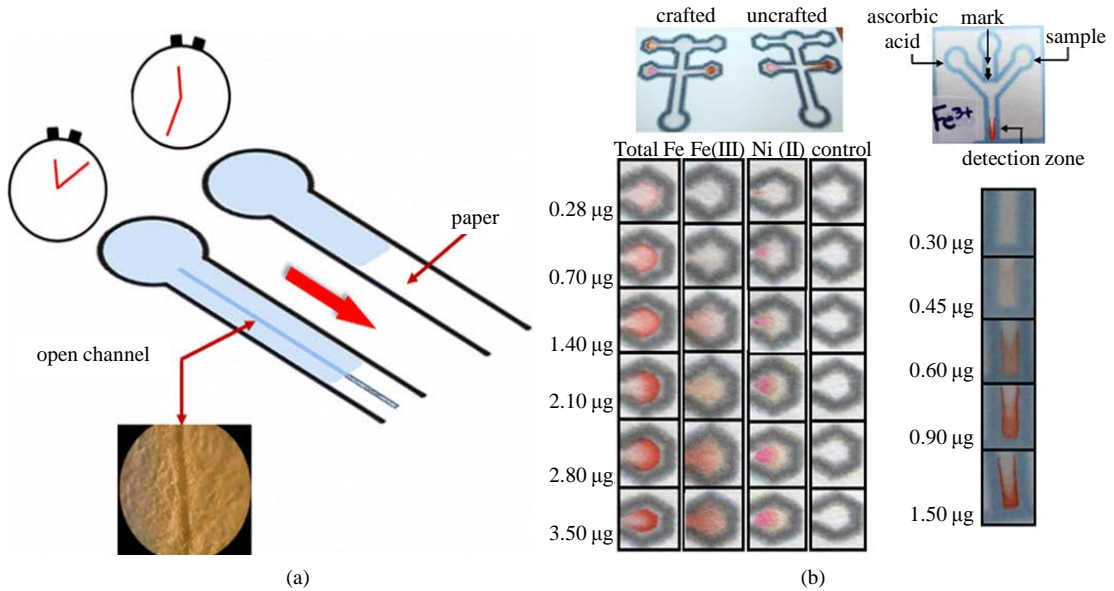 paper
open channel
(a)
crafted uncrafted
ascorbic
acid
mark
sample
Fe3+
detection zone
Total Fe Fe(III) Ni (II) control
0.28 μg
0.70 μg
1.40 μg
2.10 μg
2.80 μg
3.50 μg
0.30 μg
0.45 μg
0.60 μg
0.90 μg
1.50 μg
(b)